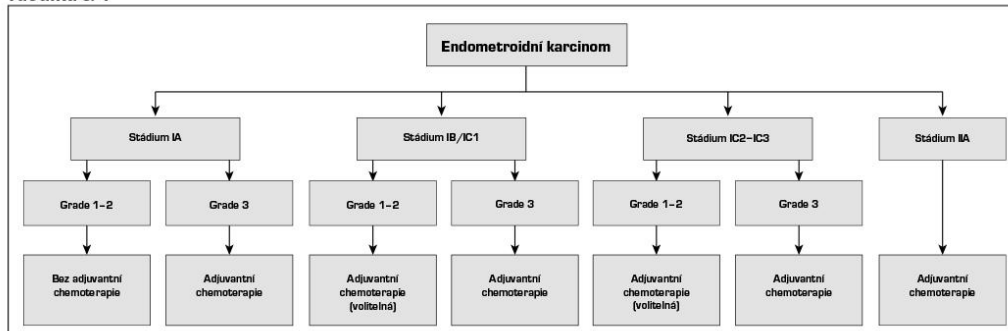 Endometroidní karcinom
Stádium IA
Stádium IB/IC1
Stádium IC2–IC3
Stádium IIA
Grade 1–2
Grade 3
Grade 1–2
Grade 3
Grade 1–2
Grade 3
Bez adjuvantní
chemoterapie
Adjuvantní
chemoterapie
Adjuvantní
chemoterapie
(volitelná)
Adjuvantní
chemoterapie
Adjuvantní
chemoterapie
(volitelná)
Adjuvantní
chemoterapie
Adjuvantní
chemoterapie